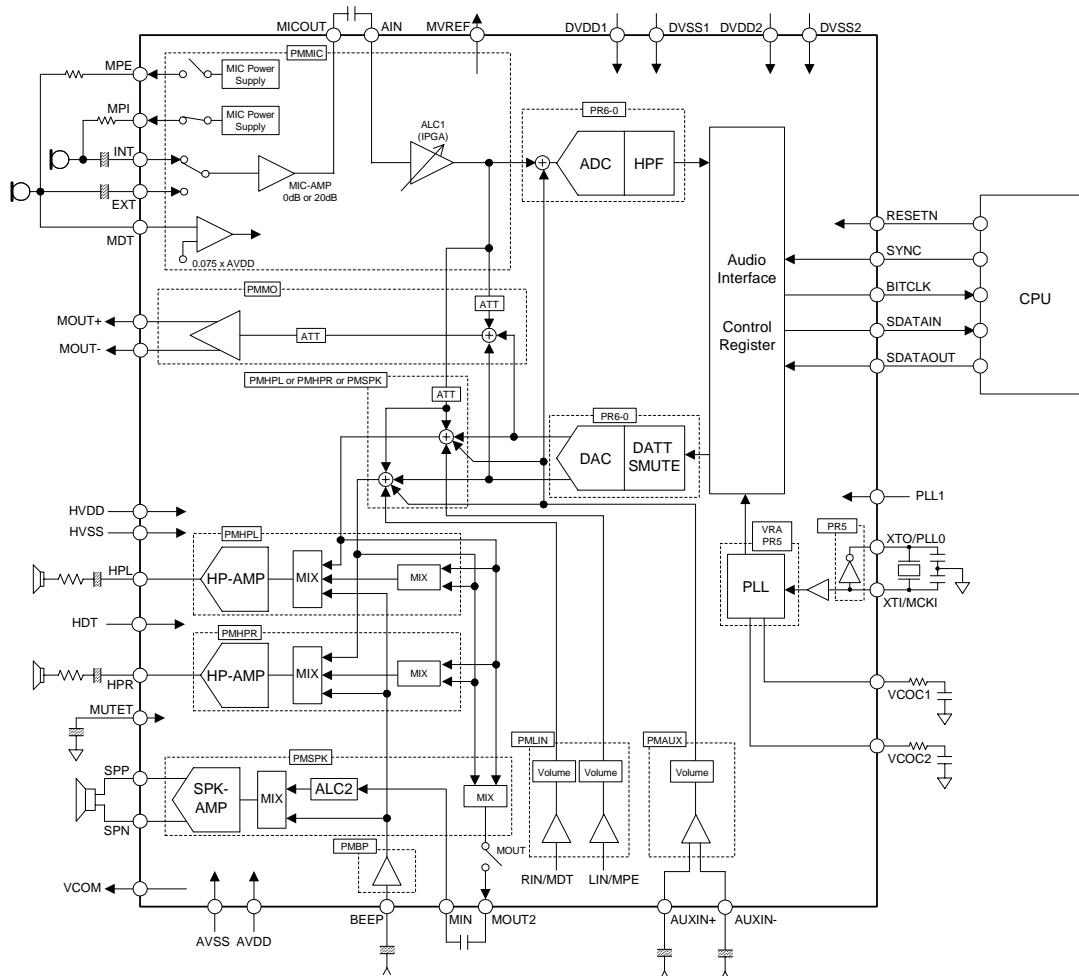 MICOUT
AIN
MVREF
DVDD1
DVSS1
DVDD2
DVSS2
PMMIC
MPE
MIC Power
Supply
MPI
MIC Power
Supply
INT
EXT
MDT
MIC-AMP
0dB or 20dB
ALC1
(IPGA)
0.075 x AVDD
PR6-0
ADC
HPF
Audio
Interface
Control
Register
RESETN
SYNC
BITCLK
SDATAIN
SDATAOUT
CPU
PMMO
ATT
ATT
MOUT+
MOUT-
PMHPL or PMHPR or PMSPK
ATT
PR6-0
DAC
DATT
SMUTE
PLL1
PR5
XTO/PLL0
XTI/MCKI
VRA
PR5
PLL
VCOC1
VCOC2
HVDD
HVSS
PMHPL
HPL
HP-AMP
MIX
MIX
HDT
PMHPR
HPR
HP-AMP
MIX
MIX
MUTET
PMSPK
SPP
SPN
SPK-
AMP
MIX
ALC2
MIX
MOUT
PMBP
PMLIN
Volume
Volume
RIN/MDT
LIN/MPE
PMAUX
Volume
VCOM
AVSS
AVDD
BEEP
MIN
MOUT2
AUXIN+
AUXIN-